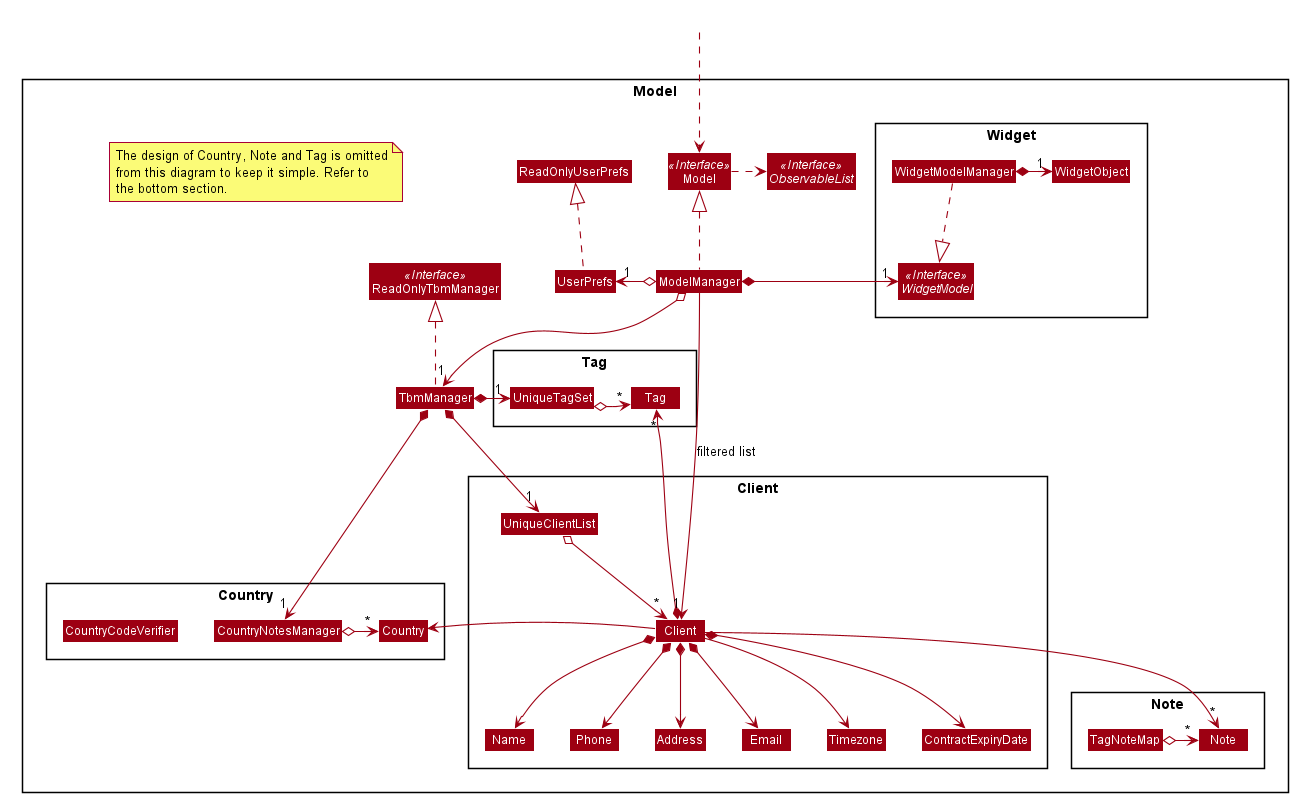 Model
Widget
The design of Country, Note and Tag is omitted
from this diagram to keep it simple. Refer to
the bottom section.
ReadOnlyUserPrefs
«Interface»
Model
«Interface»
ObservableList
WidgetModelManager
1
WidgetObject
«Interface»
ReadOnlyTbmManager
UserPrefs
1
ModelManager
1
«Interface»
WidgetModel
Tag
1
TbmManager
1
UniqueTagSet
*
Tag
*
filtered list
Client
1
UniqueClientList
Country
1
*
1
CountryCodeVerifier
CountryNotesManager
*
Country
Client
Note
*
Name
Phone
Address
Email
Timezone
ContractExpiryDate
TagNoteMap
*
Note